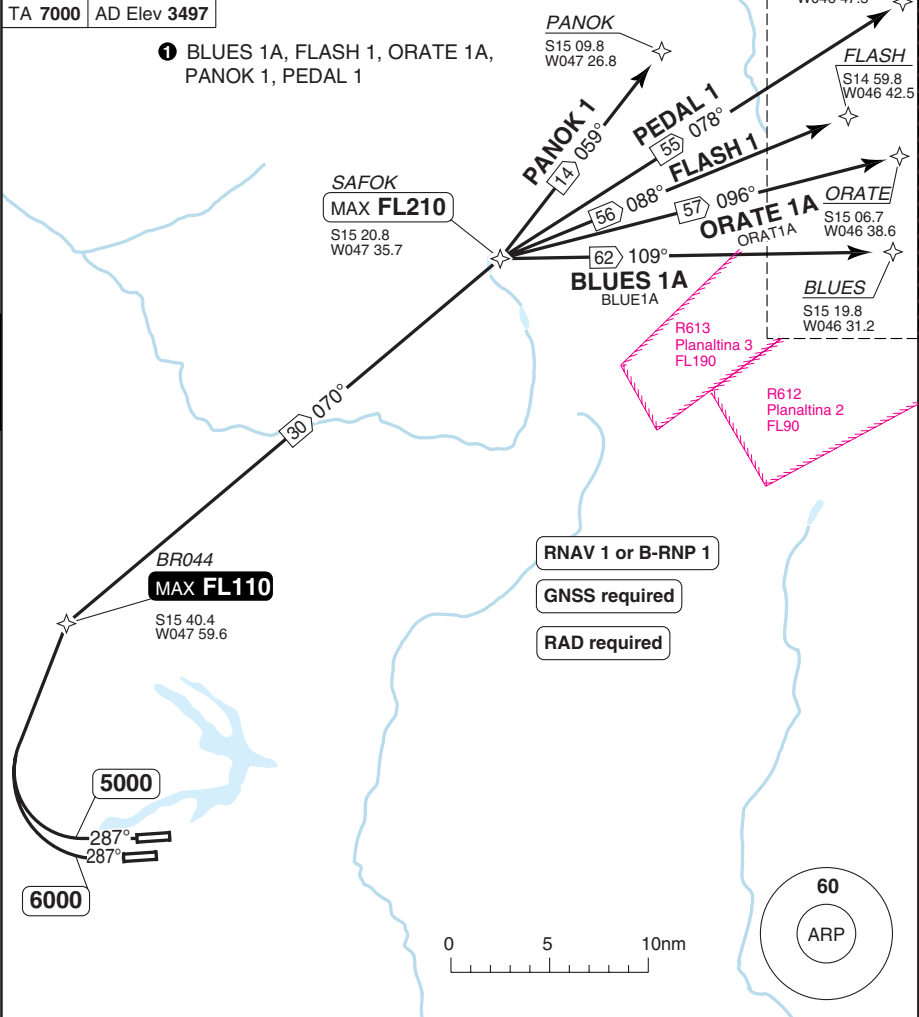 TA 7000 AD Elev 3497
W046 47.5
❶ BLUES 1A, FLASH 1, ORATE 1A,
PANOK 1, PEDAL 1
PANOK
S15 09.8
W047 26.8
FLASH
S14 59.8
W046 42.5
PANOK 1
14 059°
PEDAL 1
55 078°
FLASH 1
56 088°
57 096°
ORATE 1A
ORAT1A
ORATE
S15 06.7
W046 38.6
SAFOK
MAX FL210
S15 20.8
W047 35.7
62 109°
BLUES 1A
BLUE1A
BLUES
S15 19.8
W046 31.2
R613
Planaltina 3
FL190
R612
Planaltina 2
FL90
30 070°
BR044
MAX FL110
S15 40.4
W047 59.6
RNAV 1 or B-RNP 1
GNSS required
RAD required
5000
287°
287°
6000
0 5 10nm
60
ARP